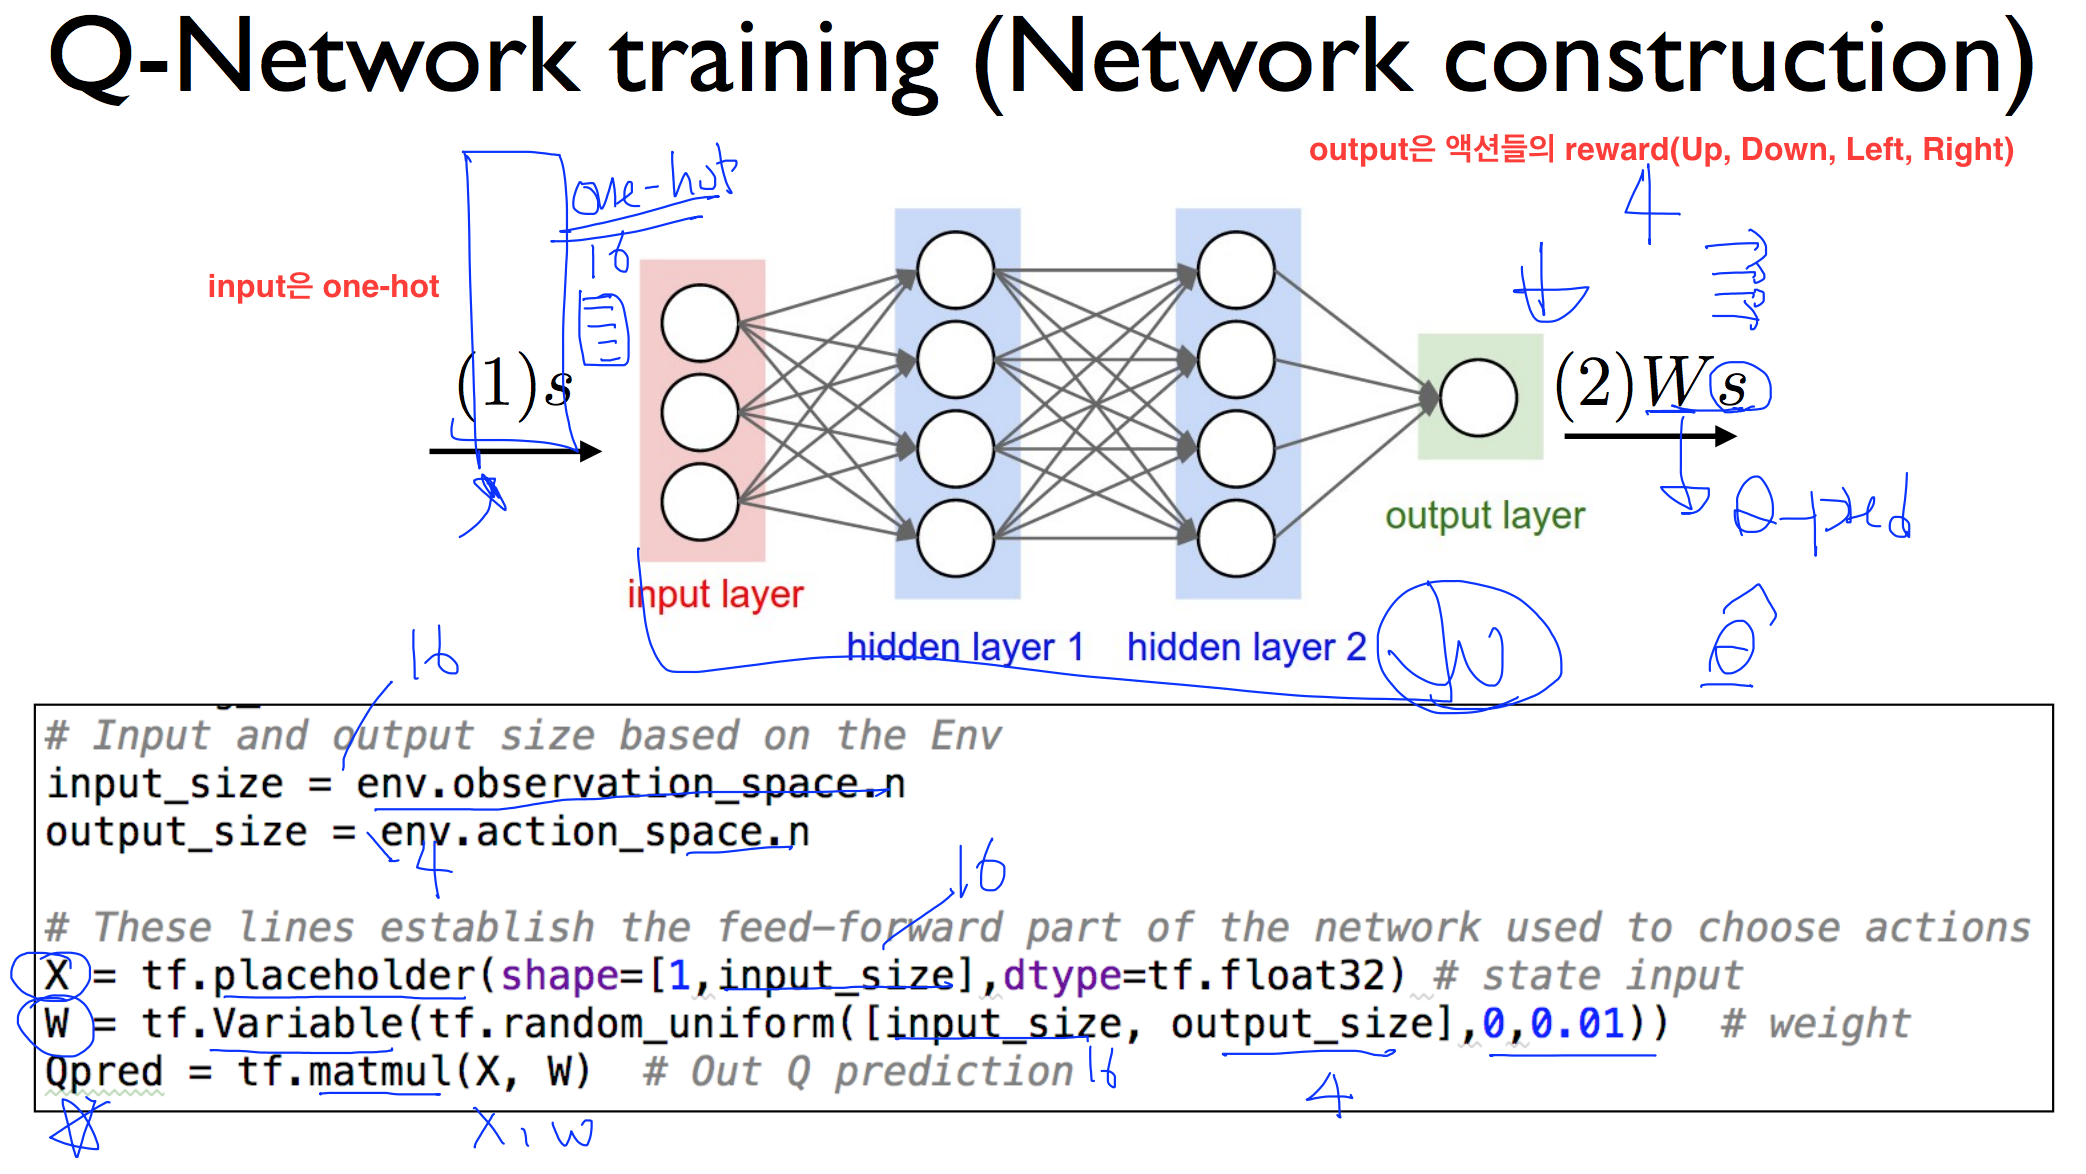 Q-Network training (Network construction)
output은 액션들의 reward(Up, Down, Left, Right)
one-hot
4
16
input은 one-hot
(1)s
(2)Ws
Q-pred
output layer
input layer
hidden layer 1
hidden layer 2
W
Q̂
16
# Input and output size based on the Env
input_size = env.observation_space.n
output_size = env.action_space.n
4
16
# These lines establish the feed-forward part of the network used to choose actions
X = tf.placeholder(shape=[1,input_size],dtype=tf.float32) # state input
W = tf.Variable(tf.random_uniform([input_size, output_size],0,0.01)) # weight
Qpred = tf.matmul(X, W) # Out Q prediction
16
4
X, W